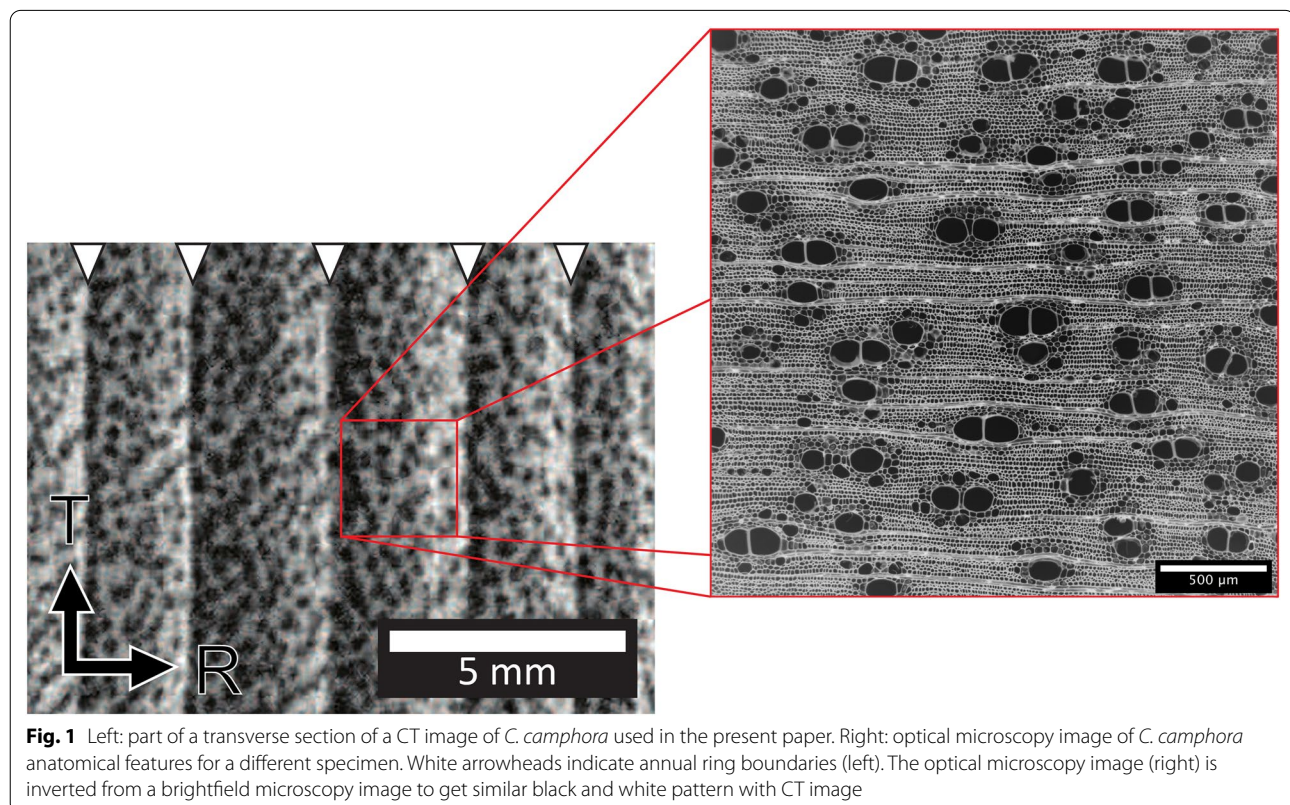 500 µm
T
R
5 mm
Fig. 1 Left: part of a transverse section of a CT image of C. camphora used in the present paper. Right: optical microscopy image of C. camphora
anatomical features for a different specimen. White arrowheads indicate annual ring boundaries (left). The optical microscopy image (right) is
inverted from a brightfield microscopy image to get similar black and white pattern with CT image